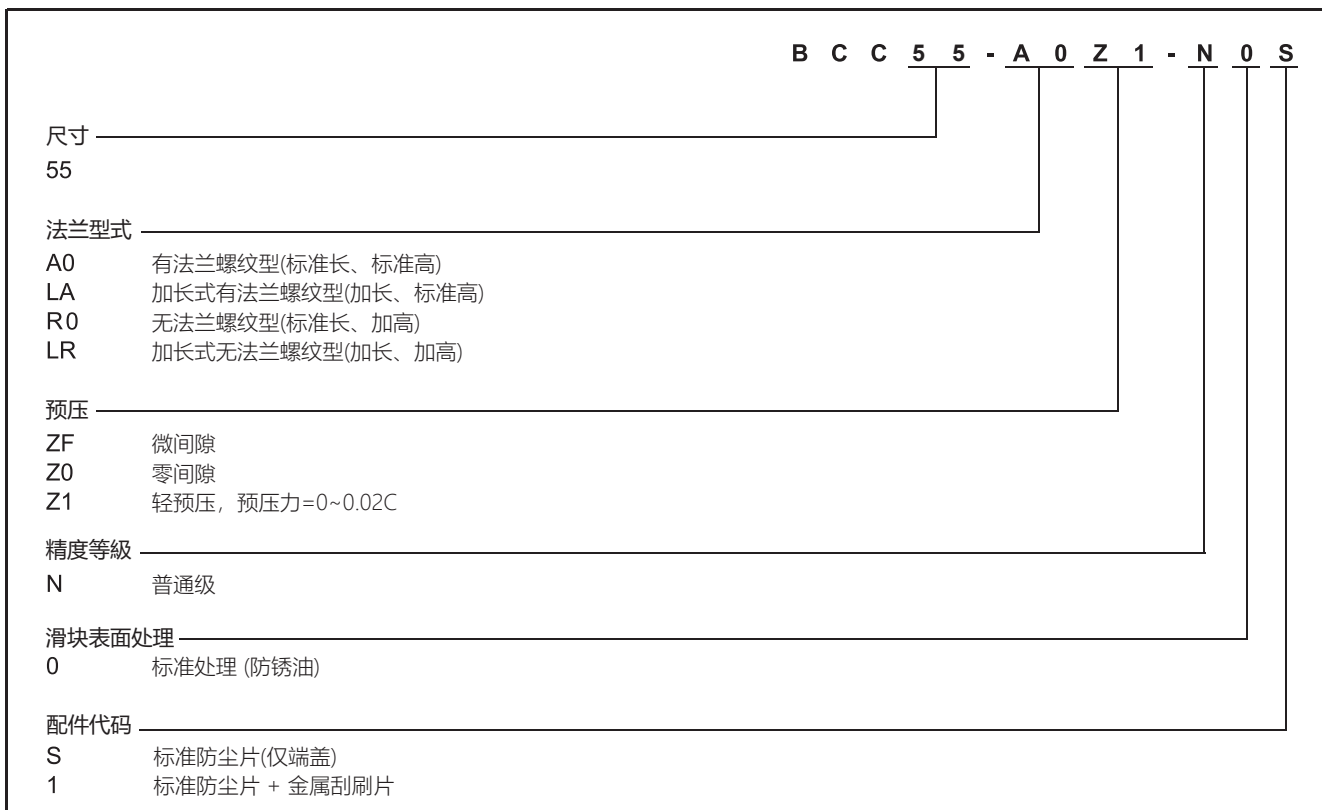 BCC55-A0Z1-N0S
尺寸
55
法兰型式
A0 有法兰螺纹型(标准长、标准高)
LA 加长式有法兰螺纹型(加长、标准高)
R0 无法兰螺纹型(标准长、加高)
LR 加长式无法兰螺纹型(加长、加高)
预压
ZF 微间隙
Z0 零间隙
Z1 轻预压，预压力=0~0.02C
精度等級
N 普通级
滑块表面处理
0 标准处理 (防锈油)
配件代码
S 标准防尘片(仅端盖)
1 标准防尘片 + 金属刮刷片